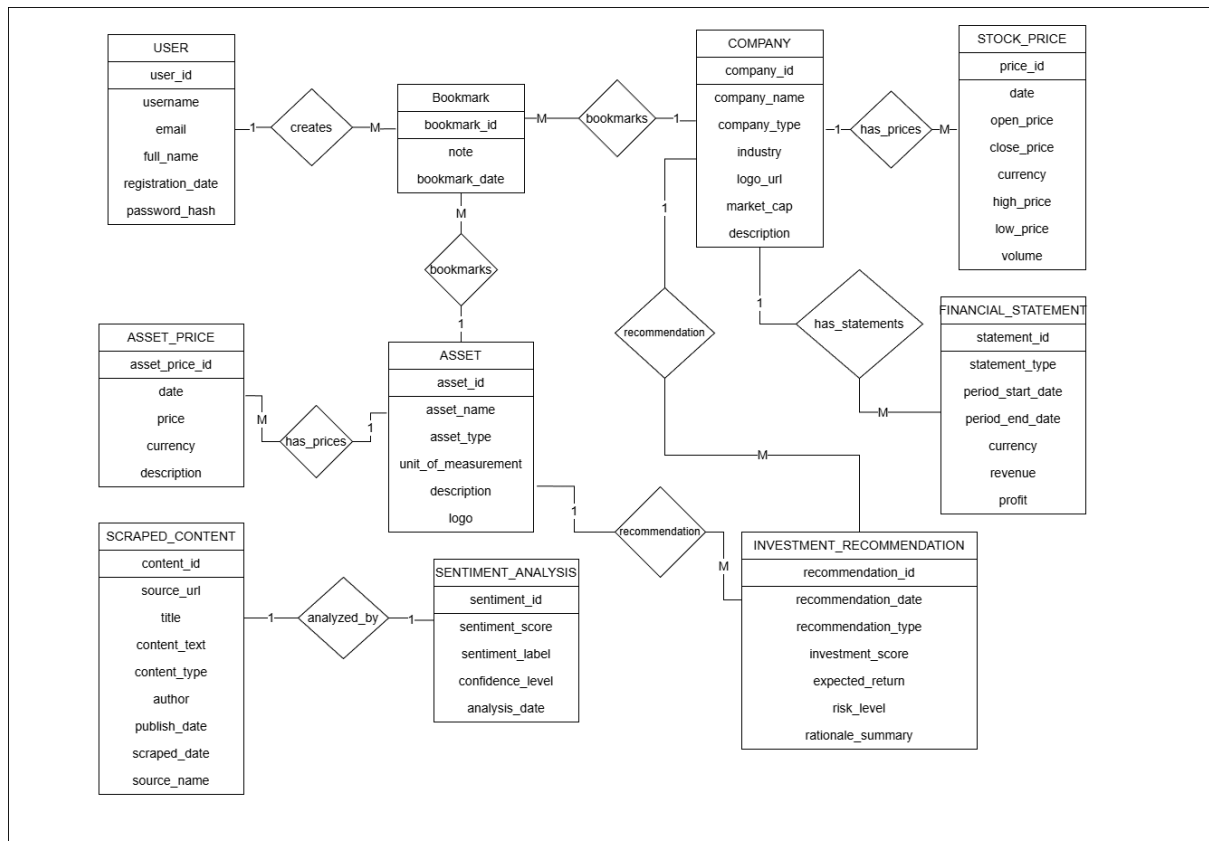 USER
user_id
username
email
full_name
registration_date
password_hash
1
creates
M
Bookmark
bookmark_id
note
bookmark_date
M
bookmarks
1
COMPANY
company_id
company_name
company_type
industry
logo_url
market_cap
description
1
has_prices
M
STOCK_PRICE
price_id
date
open_price
close_price
currency
high_price
low_price
volume
M
bookmarks
1
1
recommendation
M
1
has_statements
M
FINANCIAL_STATEMENT
statement_id
statement_type
period_start_date
period_end_date
currency
revenue
profit
ASSET_PRICE
asset_price_id
date
price
currency
description
M
has_prices
1
ASSET
asset_id
asset_name
asset_type
unit_of_measurement
description
logo
1
recommendation
M
INVESTMENT_RECOMMENDATION
recommendation_id
recommendation_date
recommendation_type
investment_score
expected_return
risk_level
rationale_summary
SCRAPED_CONTENT
content_id
source_url
title
content_text
content_type
author
publish_date
scraped_date
source_name
1
analyzed_by
1
SENTIMENT_ANALYSIS
sentiment_id
sentiment_score
sentiment_label
confidence_level
analysis_date